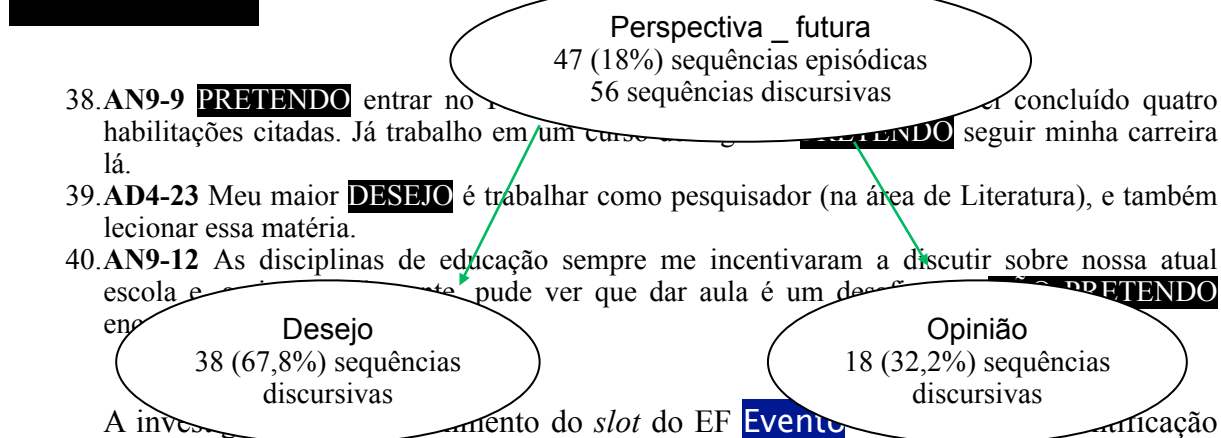 Perspectiva _ futura
47 (18%) sequências episódicas
56 sequências discursivas
38. AN9-9 PRETENDO entrar no concluído quatro
habilitações citadas. Já trabalho em um curso seguir minha carreira
lá.
39. AD4-23 Meu maior DESEJO é trabalhar como pesquisador (na área de Literatura), e também
lecionar essa matéria.
40. AN9-12 As disciplinas de educação sempre me incentivaram a discutir sobre nossa atual
escola e pude ver que dar aula é um PRETENDO
Desejo
38 (67,8%) sequências
discursivas
Opinião
18 (32,2%) sequências
discursivas
A do slot do EF Evento